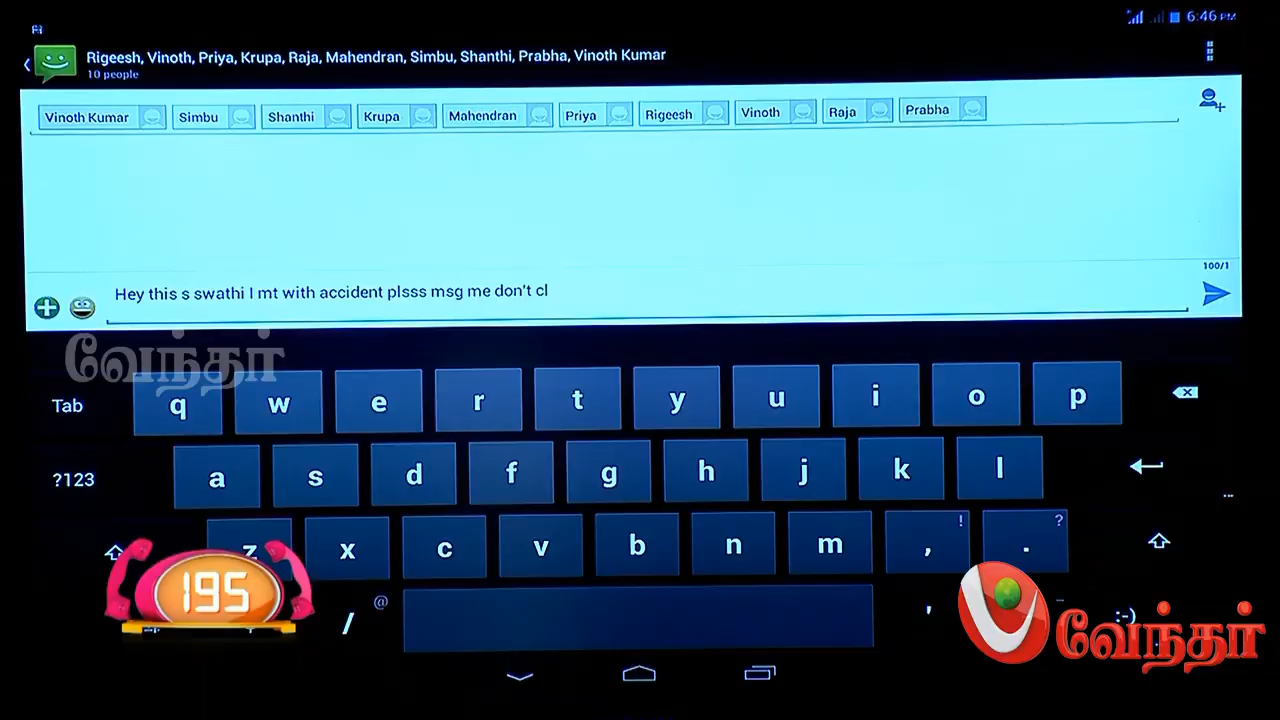 6:46 PM
Rigeesh, Vinoth, Priya, Krupa, Raja, Mahendran, Simbu, Shanthi, Prabha, Vinoth Kumar
10 people
Vinoth Kumar Simbu Shanthi Krupa Mahendran Priya Rigeesh Vinoth Raja Prabha
100/1
Hey this s swathi I mt with accident plsss msg me don't cl
வேந்தர்
Tab q w e r t y u i o p
?123 a s d f g h j k l
...
z x c v b n m , ! . ?
195
/ @ ' :-)
வேந்தர்